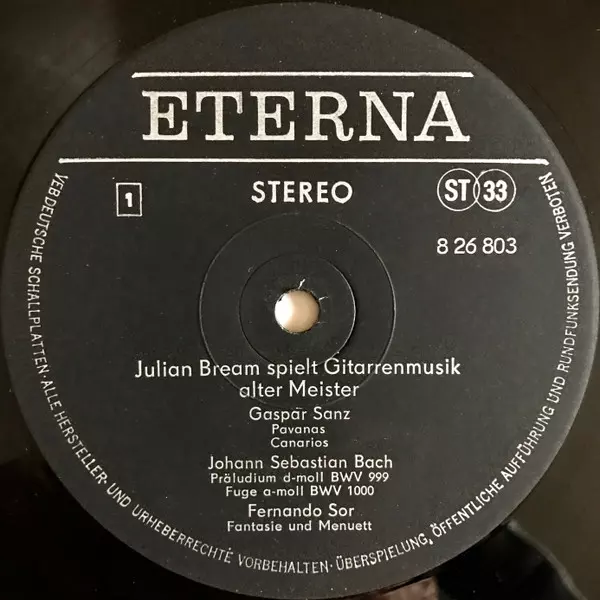 ETERNA
1
STEREO
ST 33
8 26 803
Julian Bream spielt Gitarrenmusik
alter Meister
Gaspar Sanz
Pavanas
Canarios
Johann Sebastian Bach
Präludium d-moll BWV 999
Fuge a-moll BWV 1000
Fernando Sor
Fantasie und Menuett
VEB DEUTSCHE SCHALLPLATTEN · ALLE HERSTELLER- UND URHEBERRECHTE VORBEHALTEN · ÜBERSPIELUNG, ÖFFENTLICHE AUFFÜHRUNG UND RUNDFUNKSENDUNG VERBOTEN